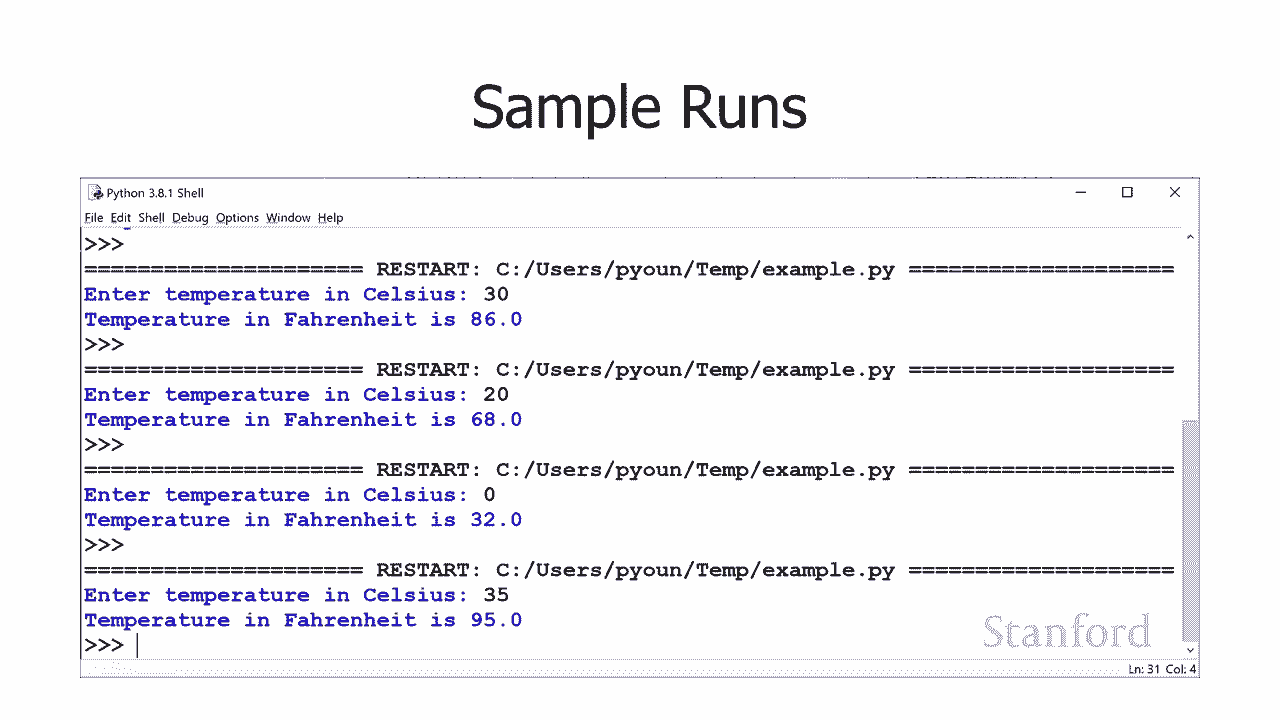 Sample Runs
Python 3.8.1 Shell
File Edit Shell Debug Options Window Help
>>>
===================== RESTART: C:/Users/pyoun/Temp/example.py ====================
Enter temperature in Celsius: 30
Temperature in Fahrenheit is 86.0
>>>
===================== RESTART: C:/Users/pyoun/Temp/example.py ====================
Enter temperature in Celsius: 20
Temperature in Fahrenheit is 68.0
>>>
===================== RESTART: C:/Users/pyoun/Temp/example.py ====================
Enter temperature in Celsius: 0
Temperature in Fahrenheit is 32.0
>>>
===================== RESTART: C:/Users/pyoun/Temp/example.py ====================
Enter temperature in Celsius: 35
Temperature in Fahrenheit is 95.0
>>>
Stanford
Ln: 31 Col: 4